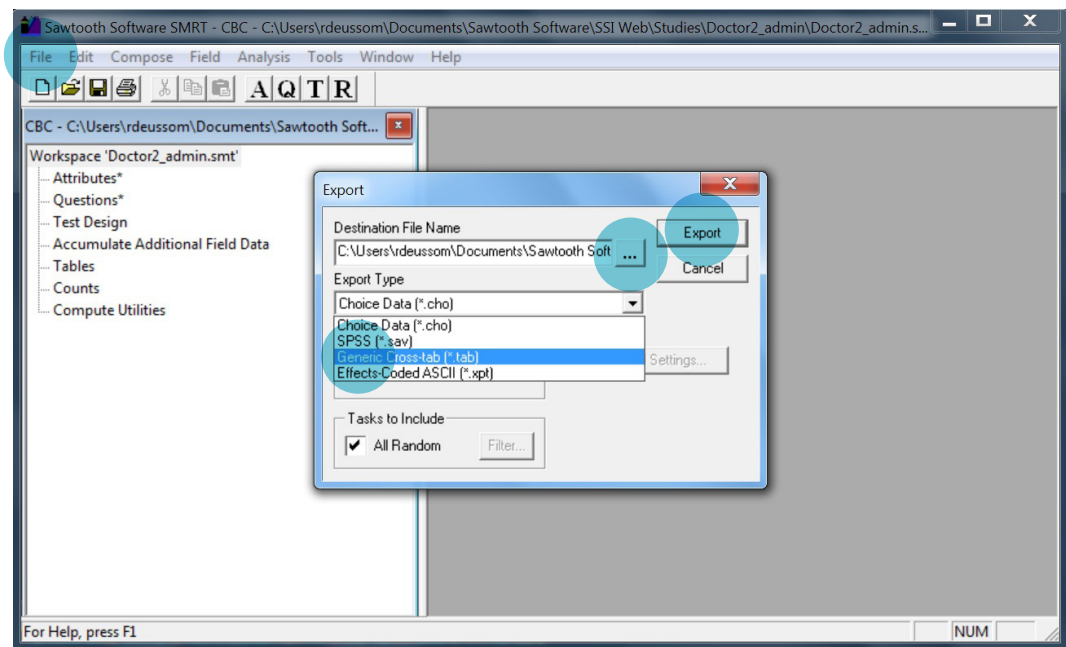 Sawtooth Software SMRT - CBC - C:\Users\rdeussom\Documents\Sawtooth Software\SSI Web\Studies\Doctor2_admin\Doctor2_admin.s...
File Edit Compose Field Analysis Tools Window Help
A Q T R
CBC - C:\Users\rdeussom\Documents\Sawtooth Soft...
Workspace 'Doctor2_admin.smt'
Attributes*
Questions*
Test Design
Accumulate Additional Field Data
Tables
Counts
Compute Utilities
Export
Destination File Name
C:\Users\rdeussom\Documents\Sawtooth Soft
...
Export
Cancel
Export Type
Choice Data (*.cho)
Choice Data (*.cho)
SPSS (*.sav)
Generic Cross-tab (*.tab)
Effects-Coded ASCII (*.xpt)
Settings...
Tasks to Include
All Random
Filter...
For Help, press F1
NUM